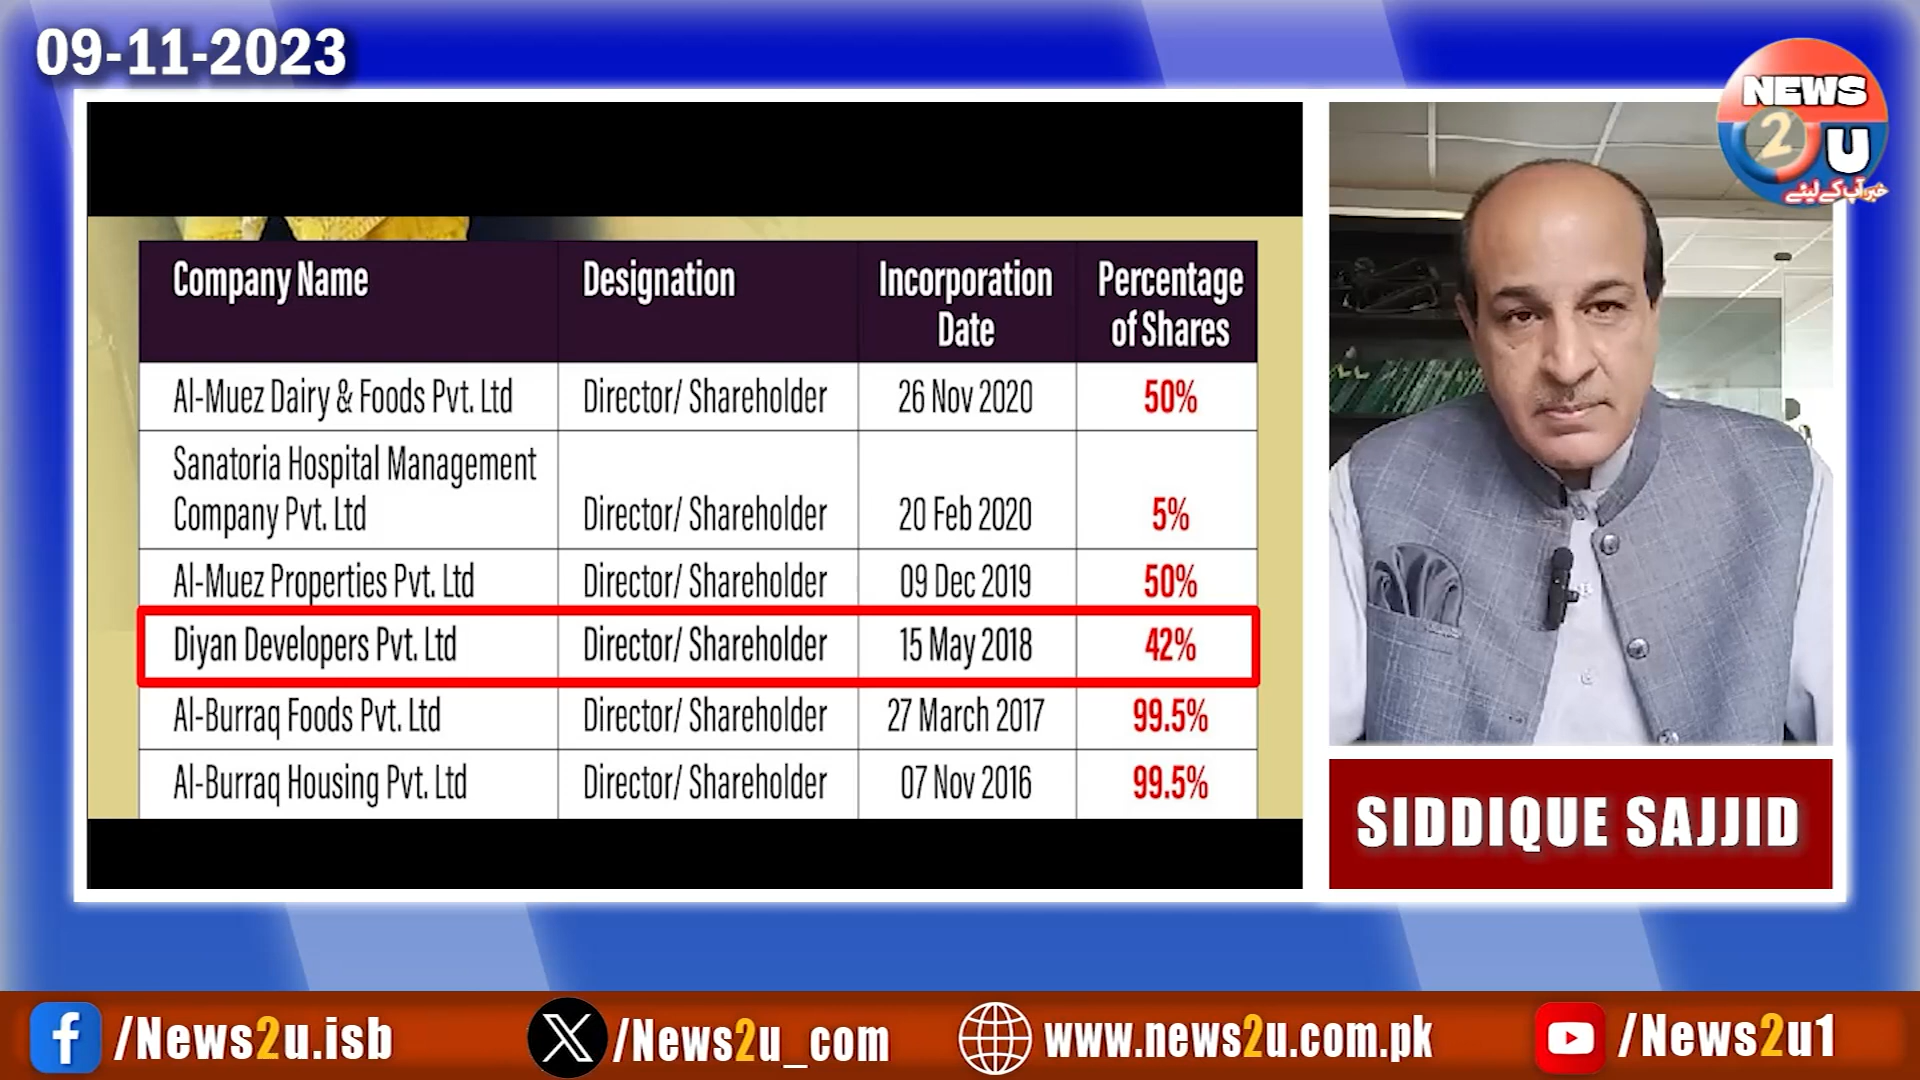 09-11-2023
NEWS
2
U
خبر آپ کے لیئے
Company Name Designation Incorporation Percentage
Date of Shares
Al-Muez Dairy & Foods Pvt. Ltd Director/ Shareholder 26 Nov 2020 50%
Sanatoria Hospital Management
Company Pvt. Ltd Director/ Shareholder 20 Feb 2020 5%
Al-Muez Properties Pvt. Ltd Director/ Shareholder 09 Dec 2019 50%
Diyan Developers Pvt. Ltd Director/ Shareholder 15 May 2018 42%
Al-Burraq Foods Pvt. Ltd Director/ Shareholder 27 March 2017 99.5%
Al-Burraq Housing Pvt. Ltd Director/ Shareholder 07 Nov 2016 99.5%
SIDDIQUE SAJJID
/News2u.isb /News2u_com www.news2u.com.pk /News2u1